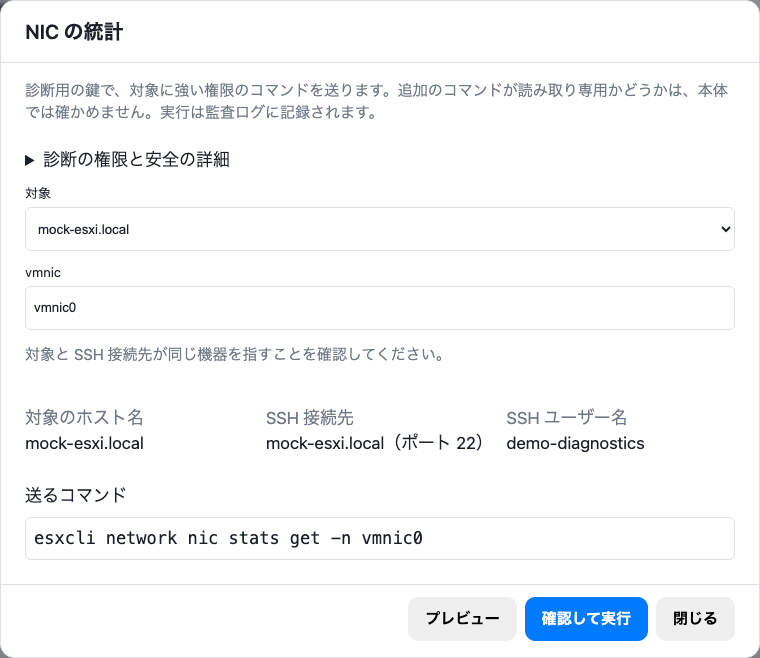 NIC の統計
診断用の鍵で、対象に強い権限のコマンドを送ります。追加のコマンドが読み取り専用かどうかは、本体
では確かめません。実行は監査ログに記録されます。
▶ 診断の権限と安全の詳細
対象
mock-esxi.local
vmnic
vmnic0
対象と SSH 接続先が同じ機器を指すことを確認してください。
対象のホスト名 SSH 接続先 SSH ユーザー名
mock-esxi.local mock-esxi.local（ポート 22） demo-diagnostics
送るコマンド
esxcli network nic stats get -n vmnic0
プレビュー 確認して実行 閉じる